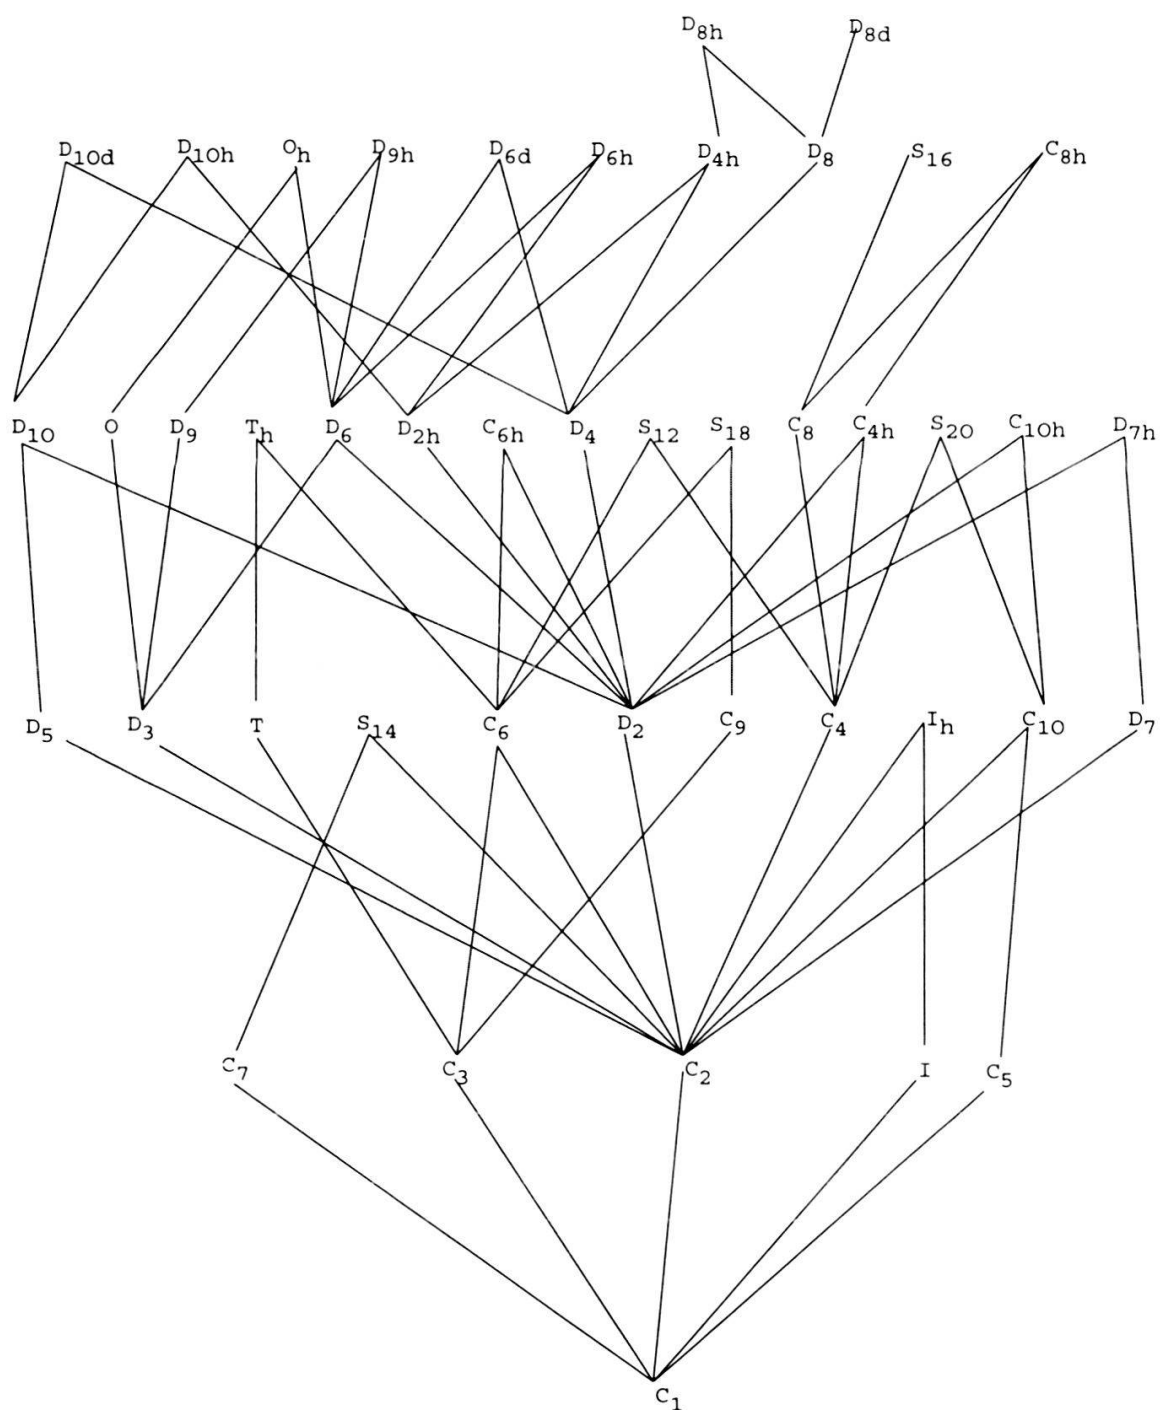 D8h D8d
D10d D10h Oh D9h D6d D6h D4h D8 S16 C8h
D10 O D9 Th D6 D2h C6h D4 S12 S18 C8 C4h S20 C10h D7h
D5 D3 T S14 C6 D2 C9 C4 Ih C10 D7
C7 C3 C2 I C5
C1